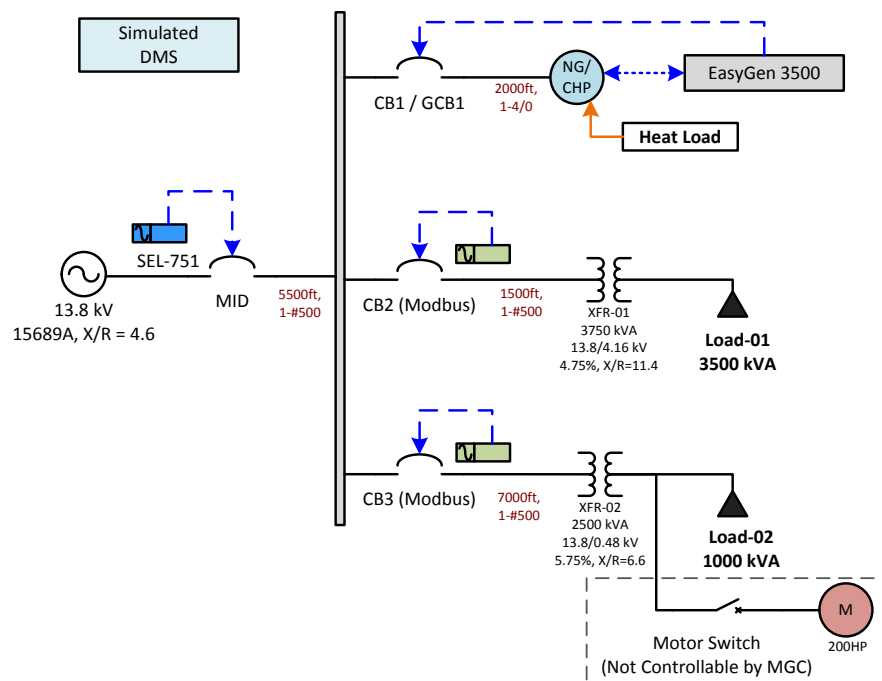 Simulated
DMS
CB1 / GCB1
2000ft,
1-4/0
NG/
CHP
EasyGen 3500
Heat Load
SEL-751
MID
13.8 kV
15689A, X/R = 4.6
5500ft,
1-#500
CB2 (Modbus)
1500ft,
1-#500
XFR-01
3750 kVA
13.8/4.16 kV
4.75%, X/R=11.4
Load-01
3500 kVA
CB3 (Modbus)
7000ft,
1-#500
XFR-02
2500 kVA
13.8/0.48 kV
5.75%, X/R=6.6
Load-02
1000 kVA
M
200HP
Motor Switch
(Not Controllable by MGC)